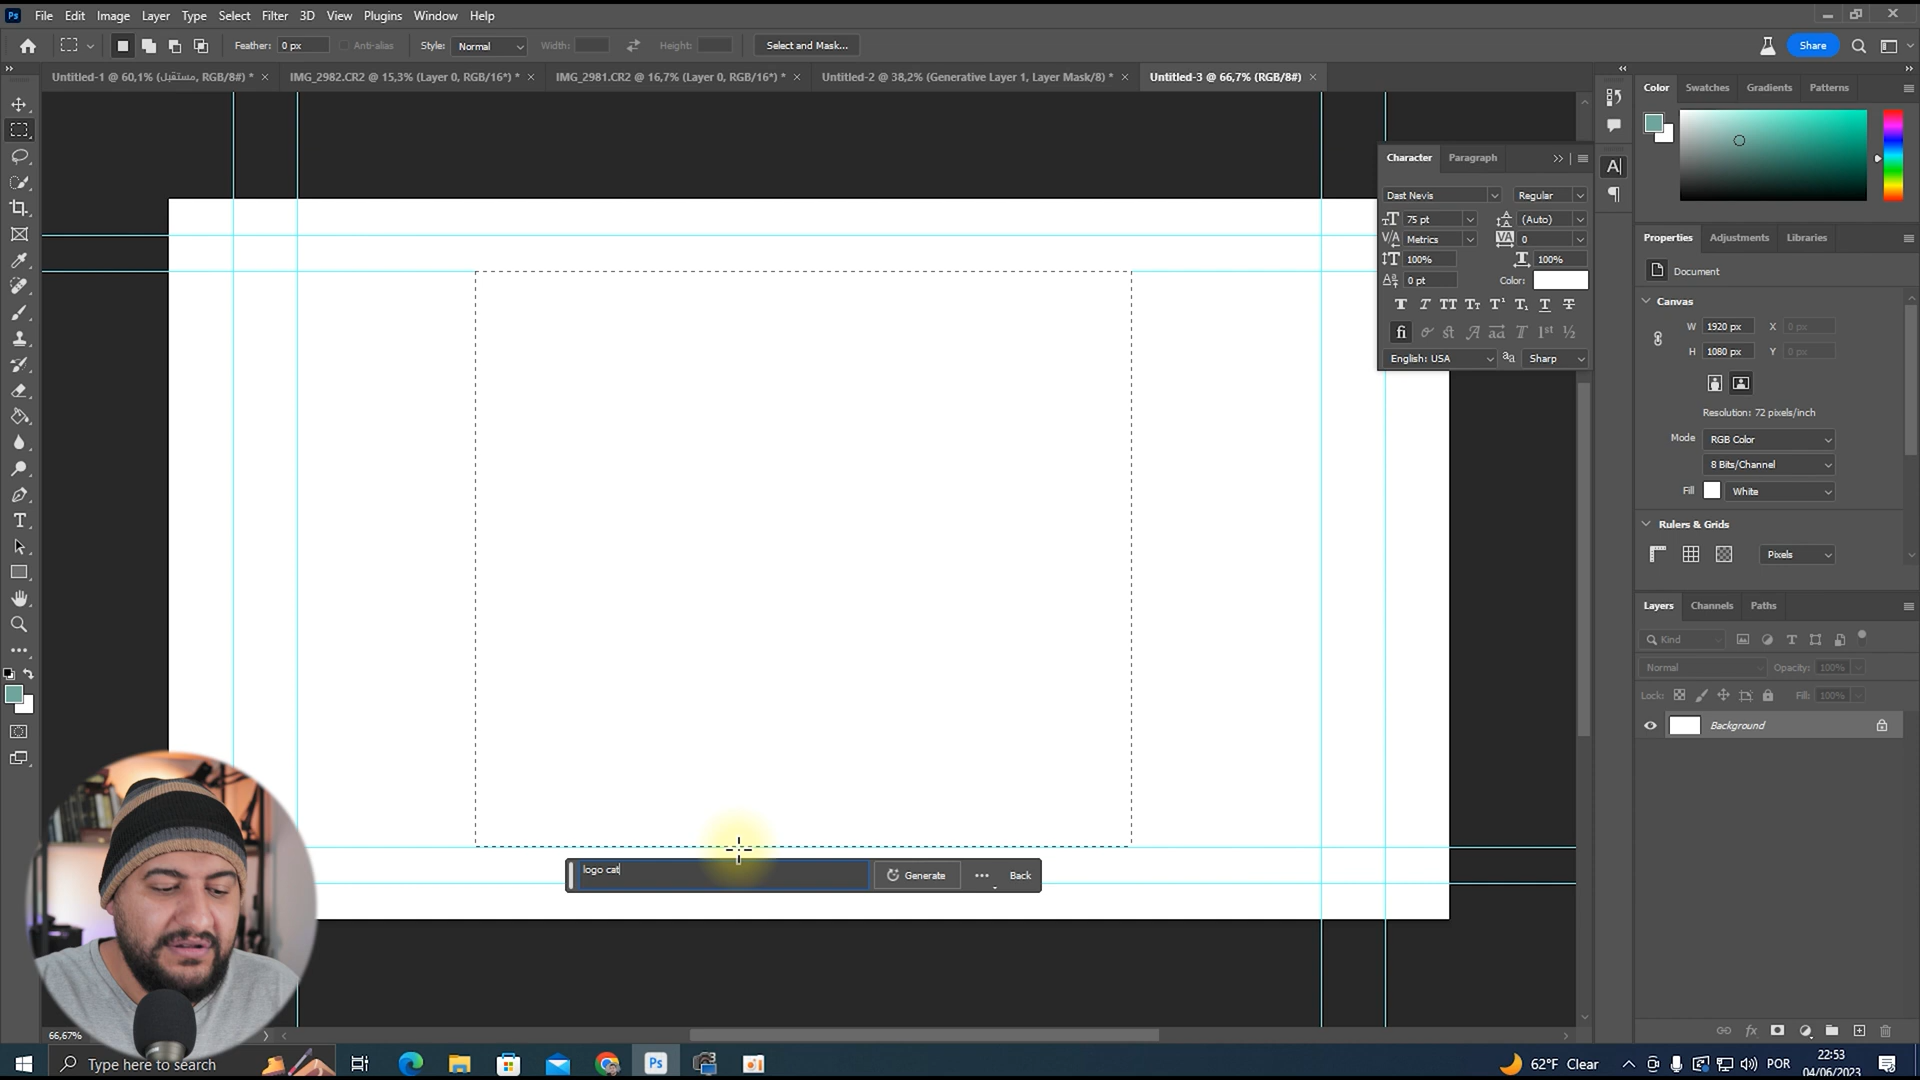 Ps File Edit Image Layer Type Select Filter 3D View Plugins Window Help
Feather: 0 px Anti-alias Style: Normal Width: Height: Select and Mask... Share
Untitled-1 @ 60,1% (مستقبل, RGB/8#) * IMG_2982.CR2 @ 15,3% (Layer 0, RGB/16*) * IMG_2981.CR2 @ 16,7% (Layer 0, RGB/16*) * Untitled-2 @ 38,2% (Generative Layer 1, Layer Mask/8) * Untitled-3 @ 66,7% (RGB/8#)
Color Swatches Gradients Patterns
Character Paragraph
Dast Nevis Regular
75 pt (Auto)
Metrics 0
100% 100%
0 pt Color:
English: USA Sharp
Properties Adjustments Libraries
Document
Canvas
W 1920 px X 0 px
H 1080 px Y 0 px
Resolution: 72 pixels/inch
Mode RGB Color
8 Bits/Channel
Fill White
Rulers & Grids
Pixels
Layers Channels Paths
Kind
Normal Opacity: 100%
Lock: Fill: 100%
Background
logo cat Generate ... Back
66,67%
Type here to search Ps 62°F Clear POR 22:53
04/06/2023